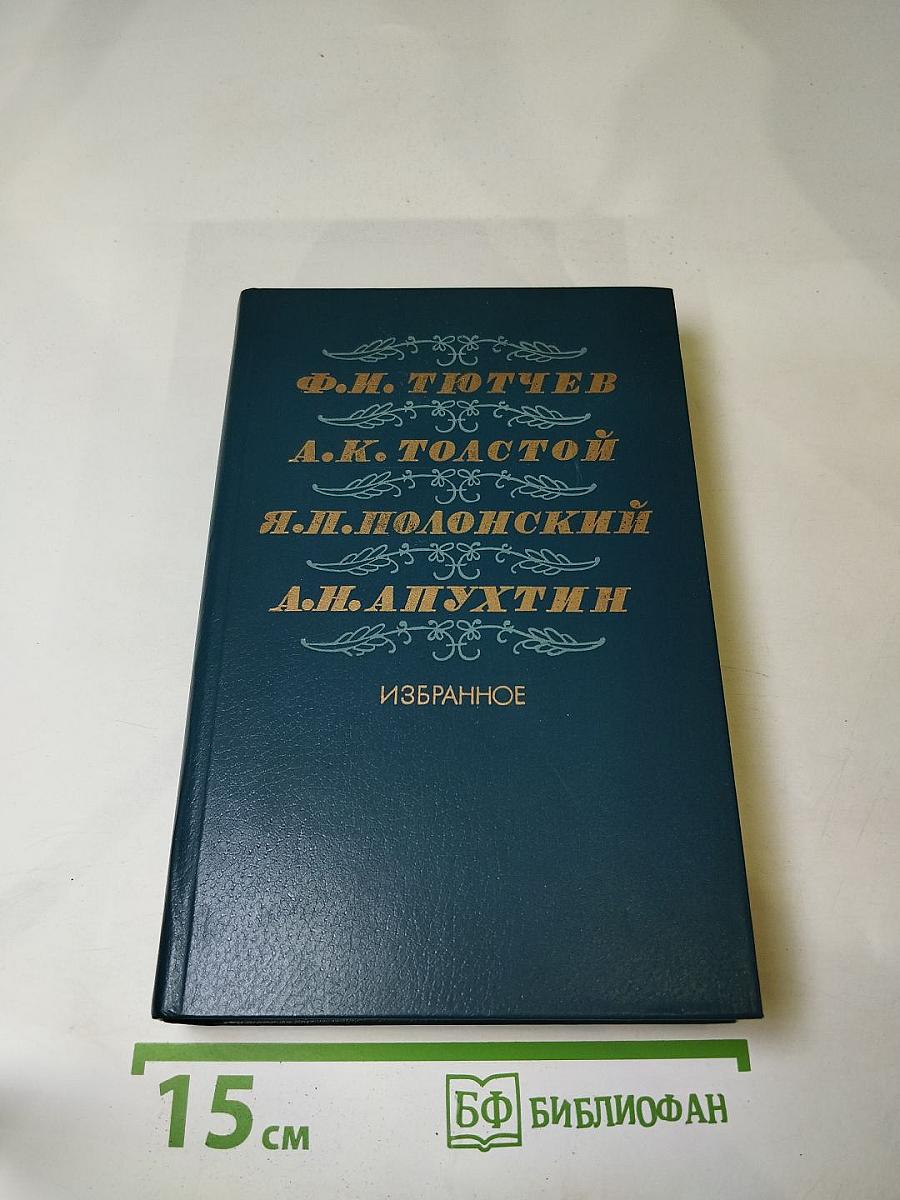 Ф.И. ТЮТЧЕВ
А.К. ТОЛСТОЙ
Я.П. ПОЛОНСКИЙ
А.Н. АПУХТИН
ИЗБРАННОЕ
15 см
БФ БИБЛИОФАН